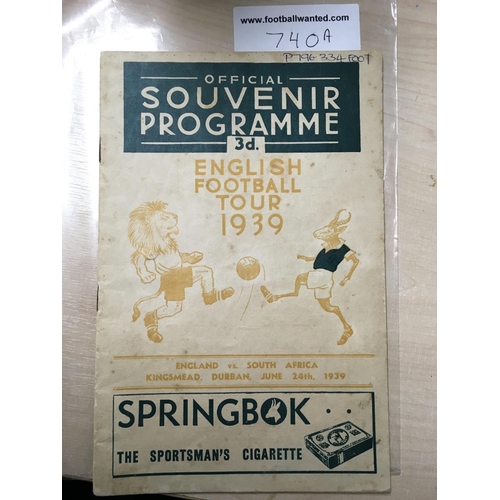 www.footballwanted.com
740A
P796 334 FOOT
OFFICIAL
SOUVENIR
PROGRAMME
3d.
ENGLISH
FOOTBALL
TOUR
1939
ENGLAND vs. SOUTH AFRICA
KINGSMEAD, DURBAN, JUNE 24th, 1939
SPRINGBOK
THE SPORTSMAN'S CIGARETTE